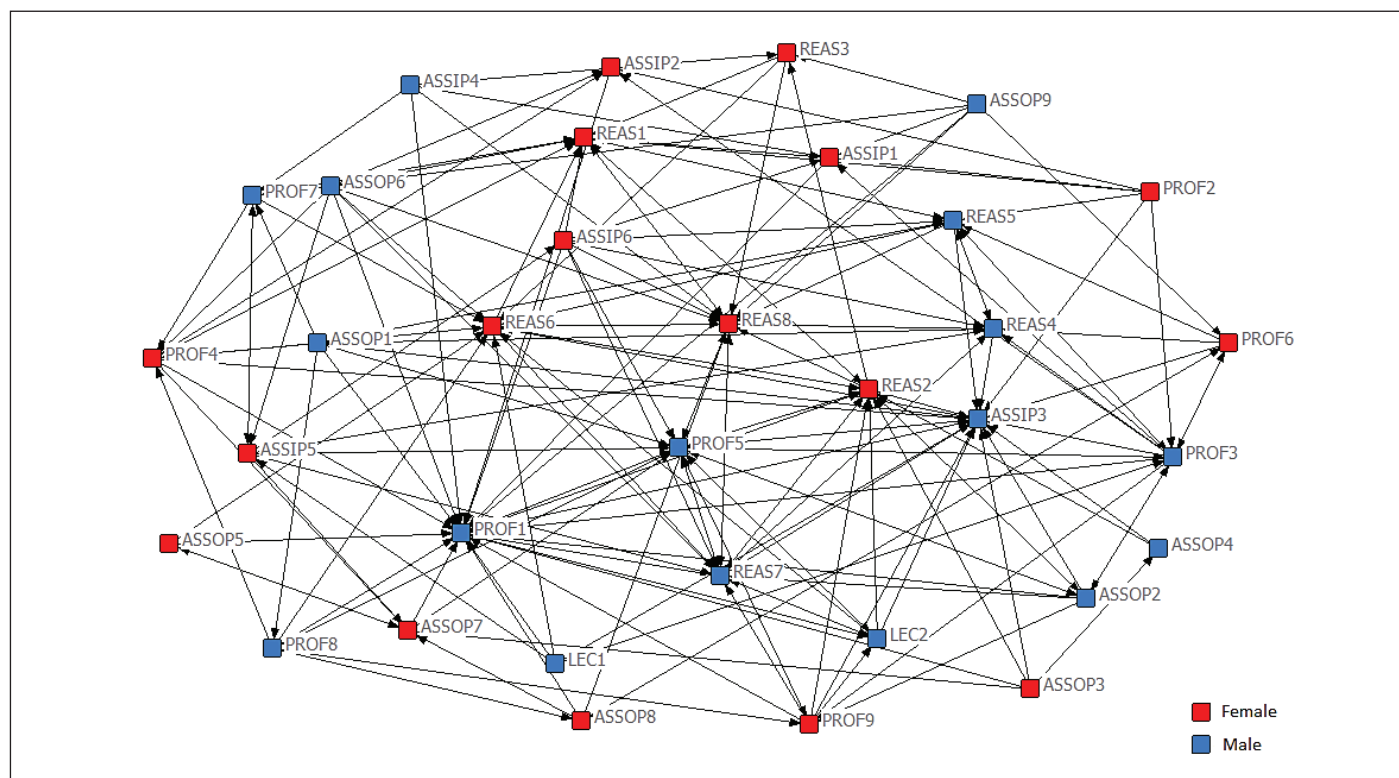 REAS3
ASSIP2
ASSIP4
ASSOP9
REAS1
ASSIP1
ASSOP6
PROF7
PROF2
REAS5
ASSIP6
REAS6
REAS8
REAS4
ASSOP1
PROF6
PROF4
REAS2
ASSIP3
PROF5
ASSIP5
PROF3
PROF1
ASSOP5
ASSOP4
REAS7
ASSOP2
ASSOP7
LEC2
PROF8
LEC1
ASSOP3
ASSOP8
PROF9
Female
Male